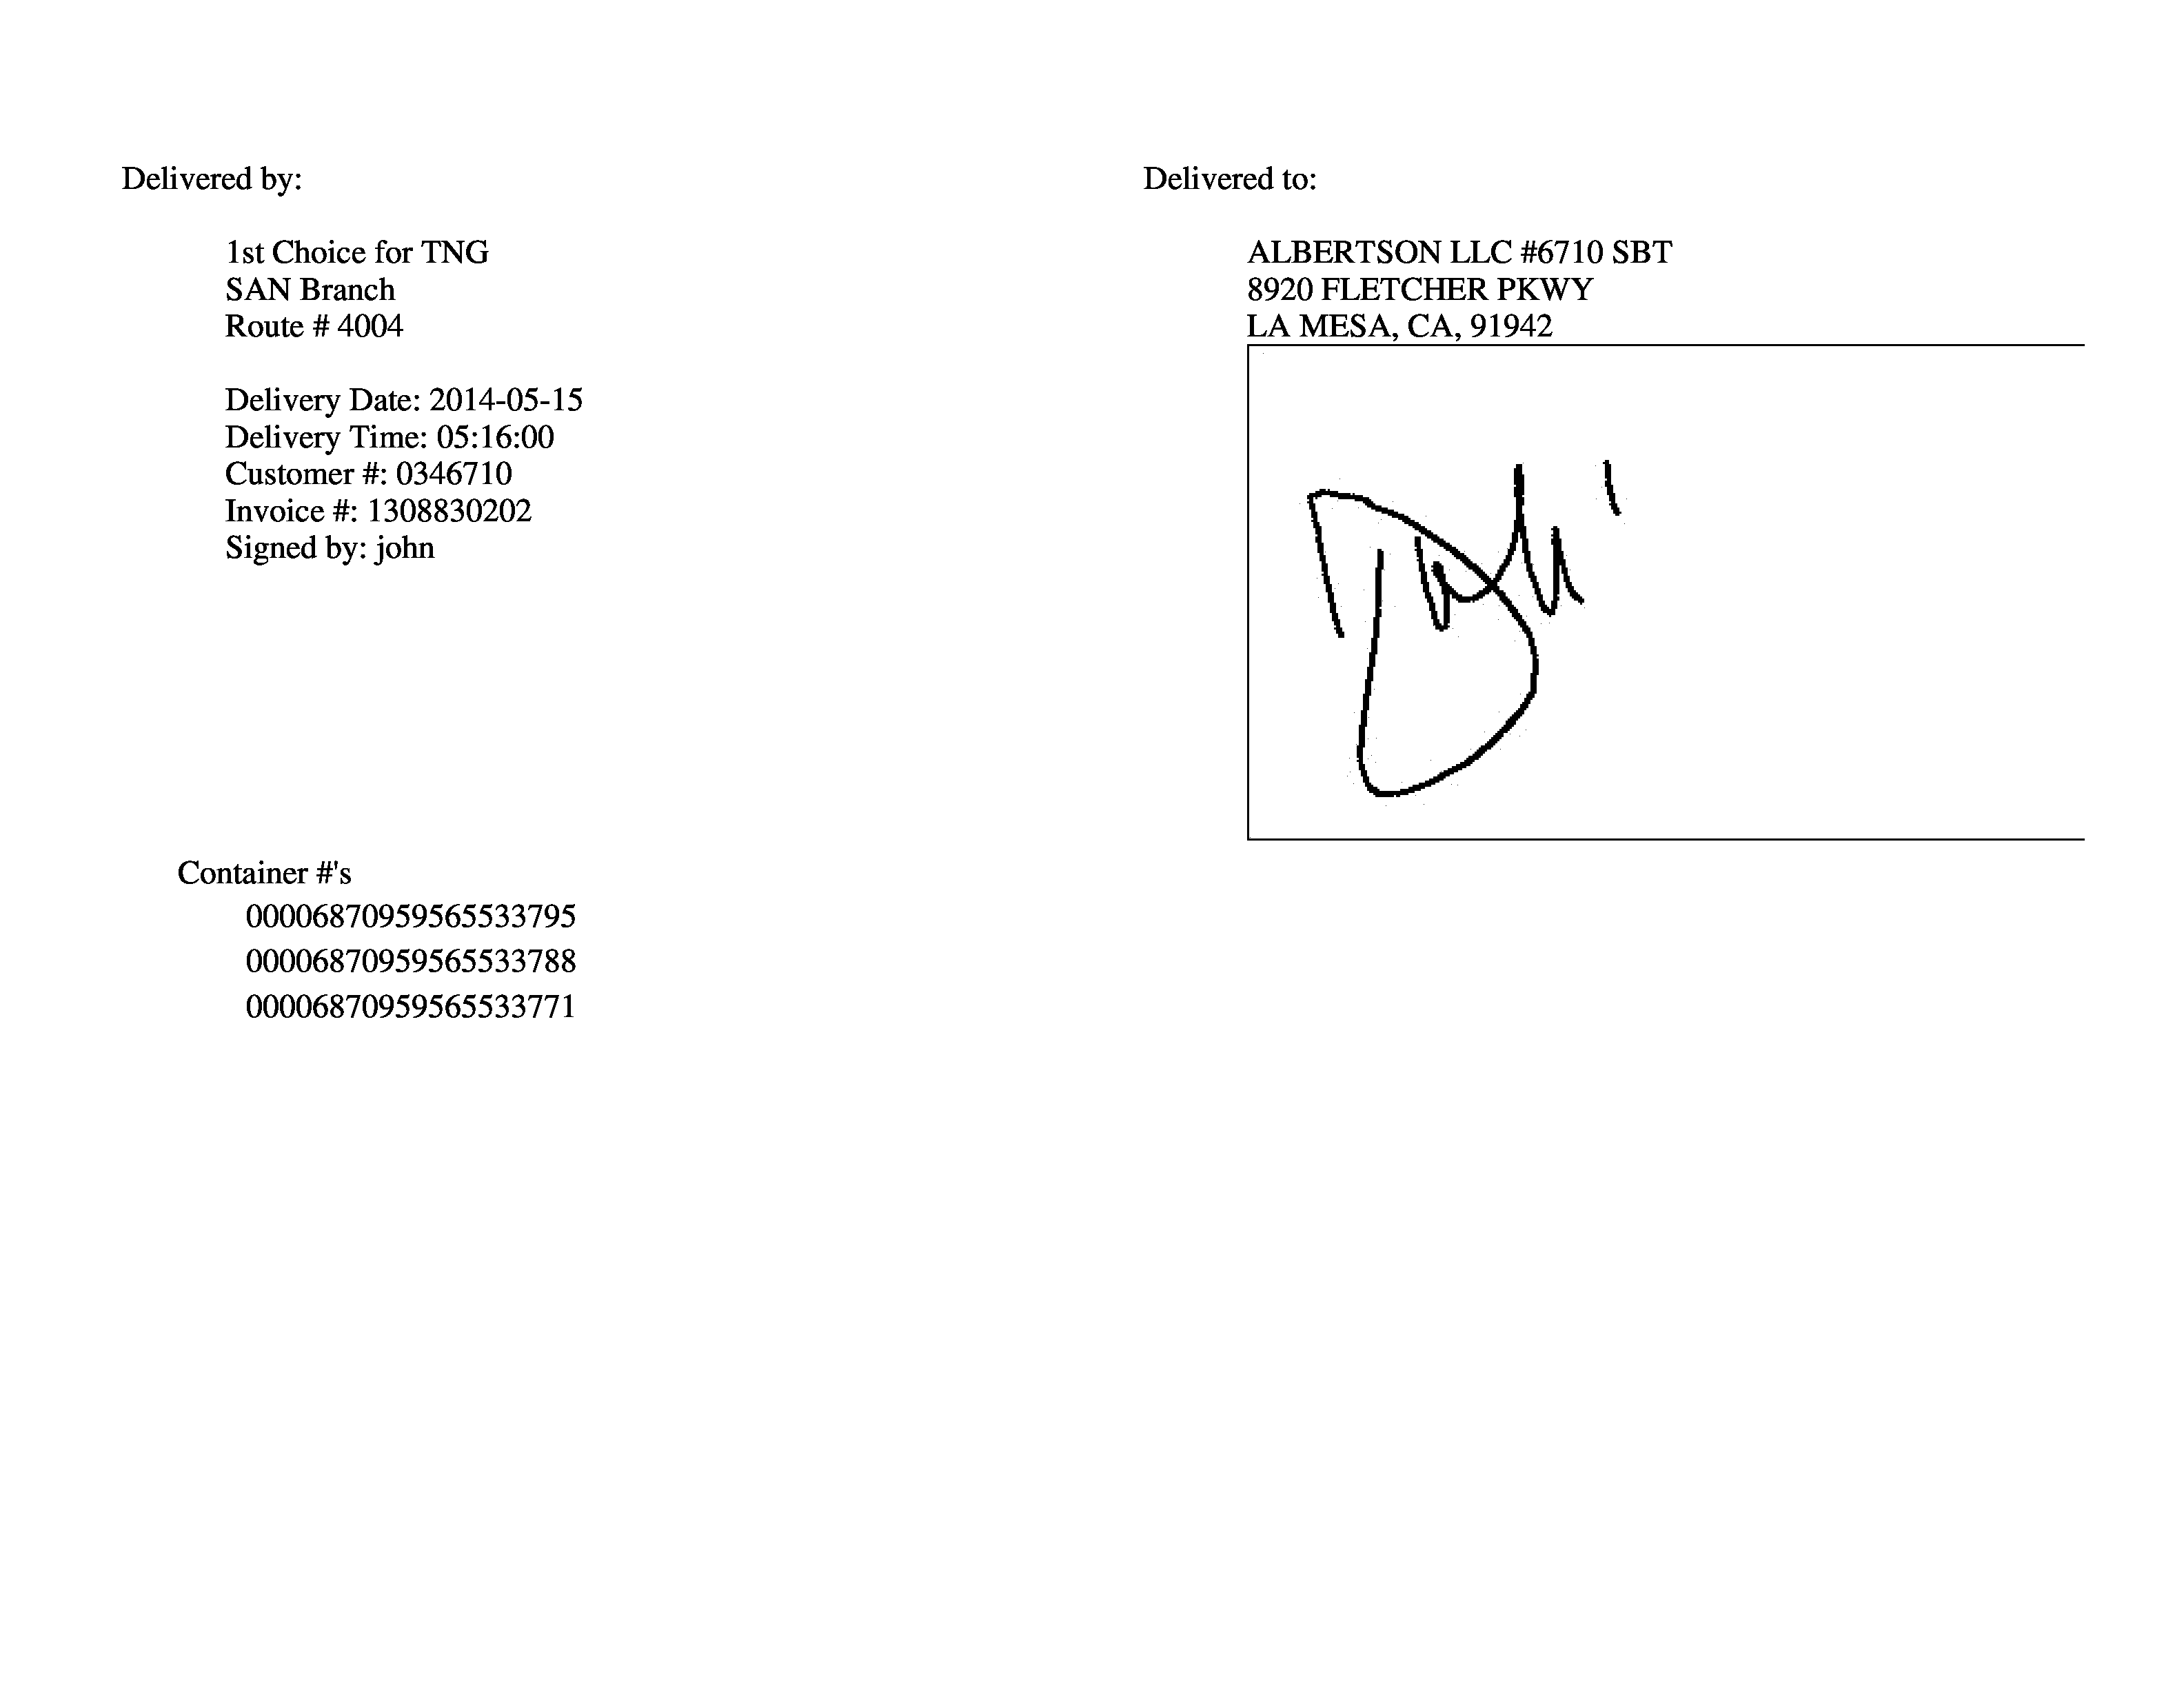 Delivered by:
1st Choice for TNG
SAN Branch
Route # 4004
Delivery Date: 2014-05-15
Delivery Time: 05:16:00
Customer #: 0346710
Invoice #: 1308830202
Signed by: john
Delivered to:
ALBERTSON LLC #6710 SBT
8920 FLETCHER PKWY
LA MESA, CA, 91942
Container #'s
00006870959565533795
00006870959565533788
00006870959565533771